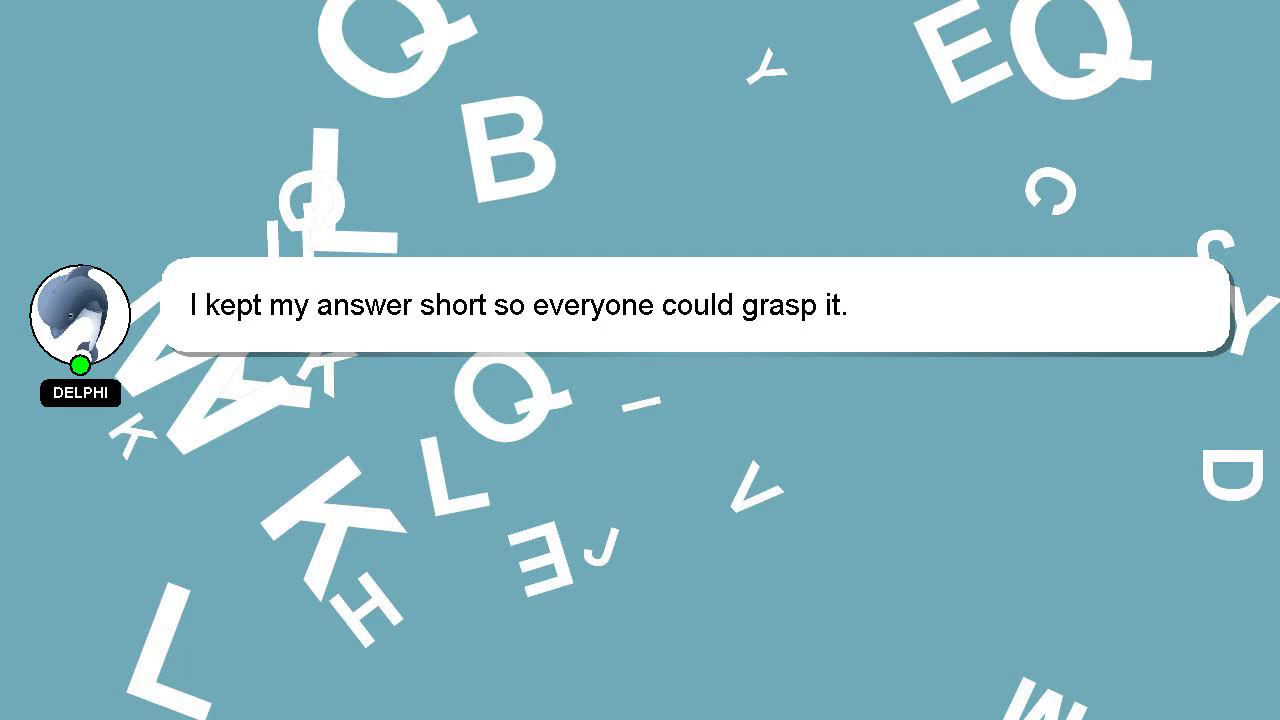 I kept my answer short so everyone could grasp it.
DELPHI
Q
E
Q
Y
B
L
Q
C
J
Y
K
K
Q
I
L
V
D
K
E
J
H
L
W